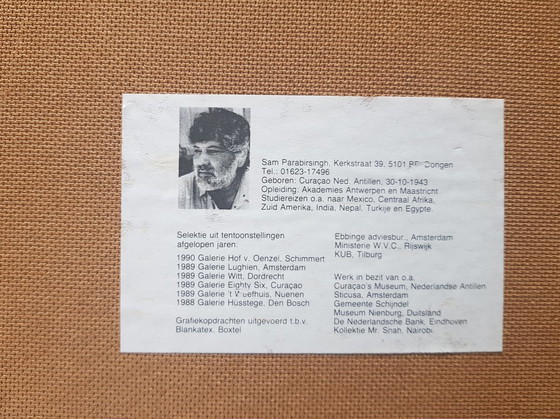 Sam Parabirsingh, Kerkstraat 39, 5101 Dongen
Tel.: 01623-17496
Geboren: Curaçao Ned. Antillen, 30-10-1943
Opleiding: Akademies Antwerpen en Maastricht
Studiereizen o.a. naar Mexico, Centraal Afrika,
Zuid Amerika, India, Nepal, Turkije en Egypte.
Selektie uit tentoonstellingen
afgelopen jaren:
1990 Galerie Hof v. Oenzel, Schimmert
1989 Galerie Lughien, Amsterdam
1989 Galerie Witt, Dordrecht
1989 Galerie Eighty Six, Curaçao
1989 Galerie 't Weefhuis, Nuenen
1988 Galerie Hüsstege, Den Bosch
Grafiekopdrachten uitgevoerd t.b.v.
Blankatex, Boxtel
Ebbinge adviesbur., Amsterdam
Ministerie W.V.C., Rijswijk
KUB, Tilburg
Werk in bezit van o.a.
Curaçao's Museum, Nederlandse Antillen
Sticusa, Amsterdam
Gemeente Schijndel
Museum Nienburg, Duitsland
De Nederlandsche Bank, Eindhoven
Kollektie Mr. Shah, Nairobi